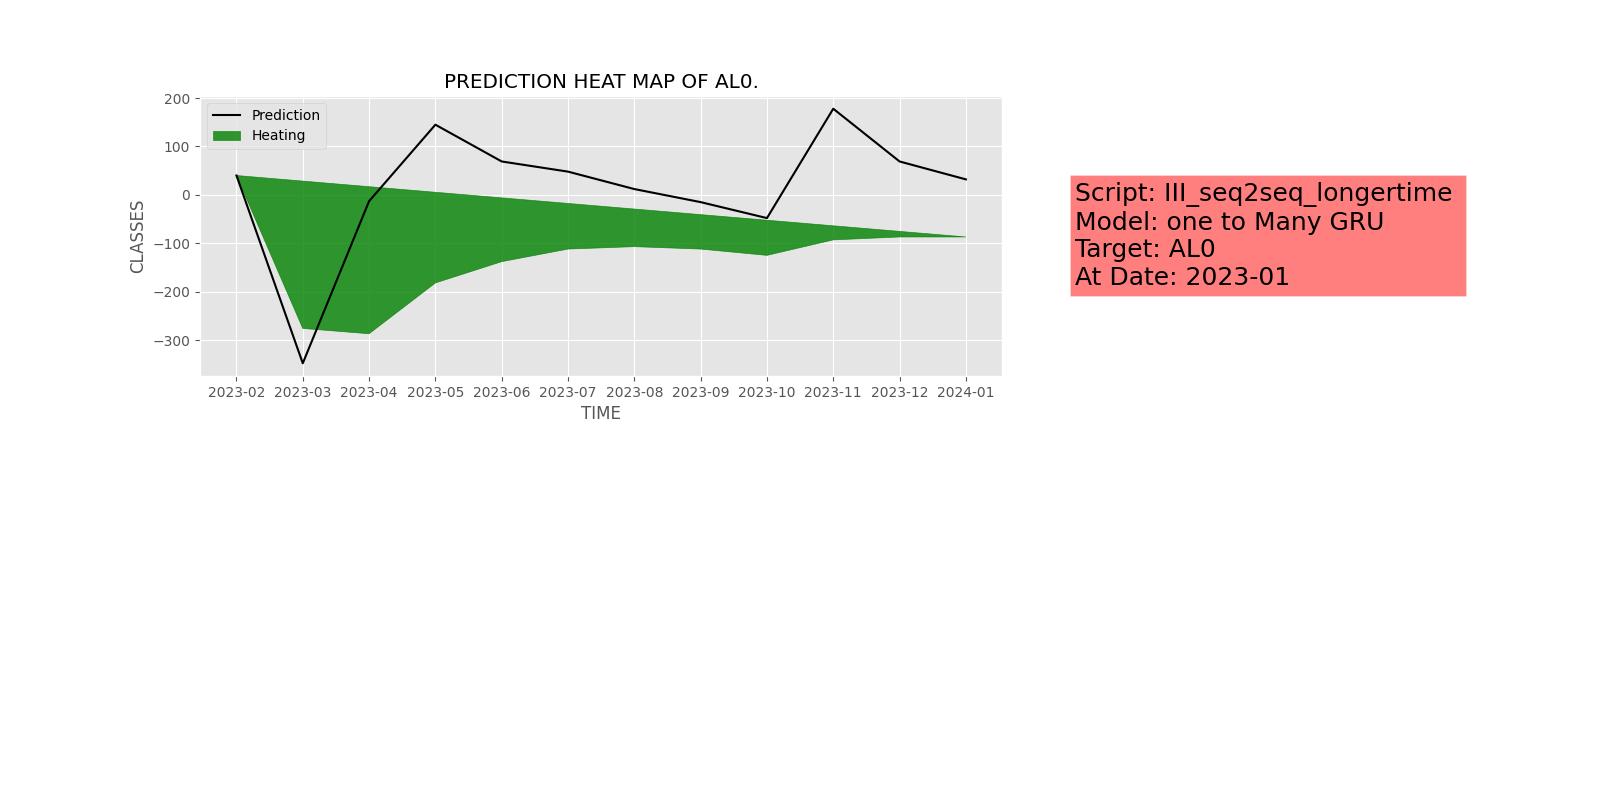 PREDICTION HEAT MAP OF AL0.
200
100
0
−100
−200
−300
CLASSES
Prediction
Heating
2023-02 2023-03 2023-04 2023-05 2023-06 2023-07 2023-08 2023-09 2023-10 2023-11 2023-12 2024-01
TIME
Script: III_seq2seq_longertime
Model: one to Many GRU
Target: AL0
At Date: 2023-01